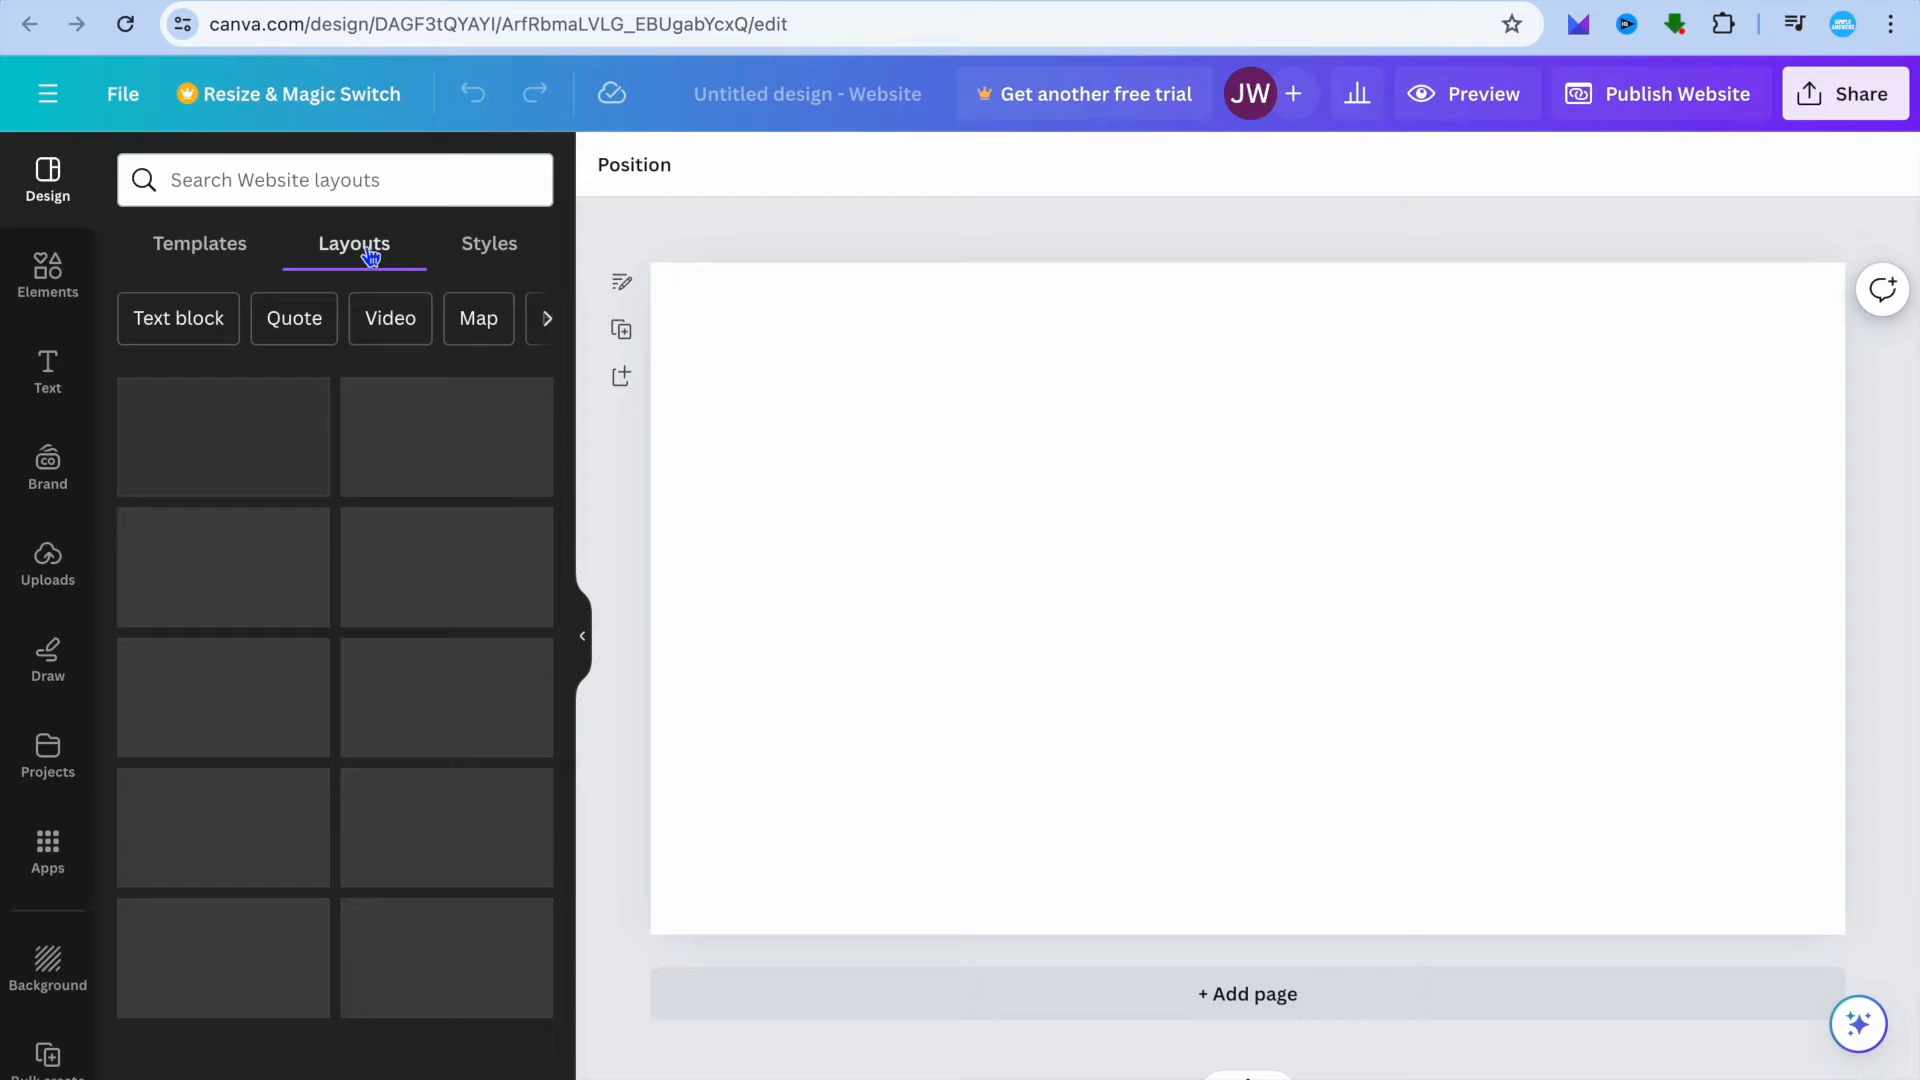 canva.com/design/DAGF3tQYAYI/ArfRbmaLVLG_EBUgabYcxQ/edit
File
Resize & Magic Switch
Untitled design - Website
Get another free trial
JW
Preview
Publish Website
Share
Design
Search Website layouts
Position
Templates
Layouts
Styles
Elements
Text block
Quote
Video
Map
Text
Brand
Uploads
Draw
Projects
Apps
Background
+ Add page
Bulk create